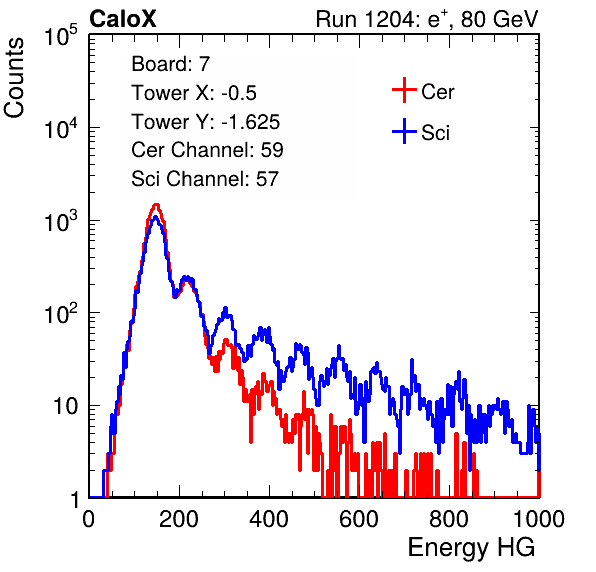 CaloX Run 1204: e⁺, 80 GeV
Counts
Board: 7
Tower X: -0.5
Tower Y: -1.625
Cer Channel: 59
Sci Channel: 57
Cer
Sci
10⁵
10⁴
10³
10²
10
1
0 200 400 600 800 1000
Energy HG